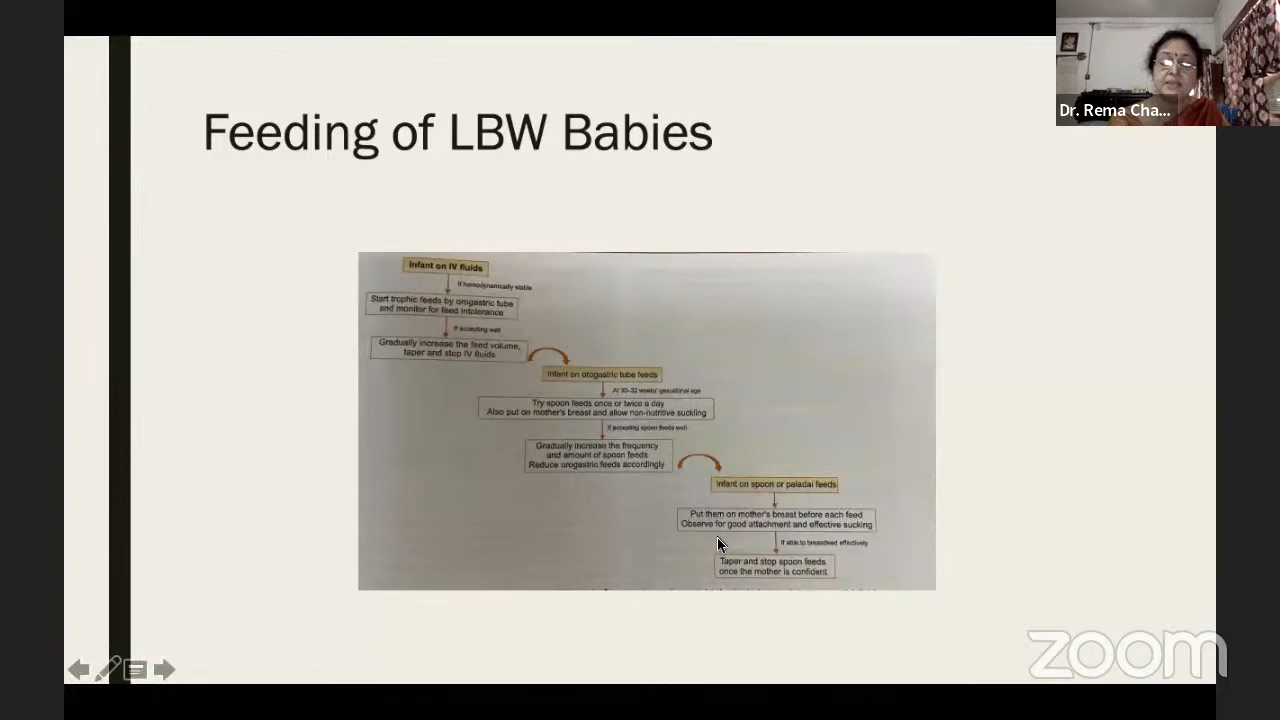 Dr. Rema Cha...
Feeding of LBW Babies
Infant on IV fluids
If hemodynamically stable
Start trophic feeds by orogastric tube
and monitor for feed intolerance
If accepting well
Gradually increase the feed volume,
taper and stop IV fluids
Infant on orogastric tube feeds
At 30-32 weeks' gestational age
Try spoon feeds once or twice a day
Also put on mother's breast and allow non-nutritive suckling
If accepting spoon feeds well
Gradually increase the frequency
and amount of spoon feeds
Reduce orogastric feeds accordingly
Infant on spoon or paladai feeds
Put them on mother's breast before each feed
Observe for good attachment and effective sucking
If able to breastfeed effectively
Taper and stop spoon feeds
once the mother is confident
zoom